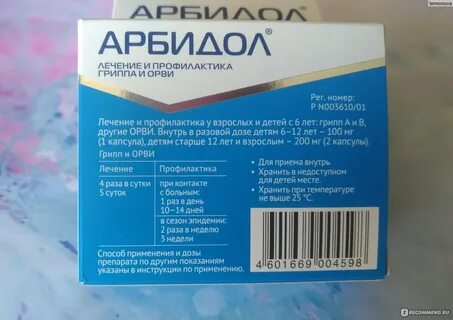 lemonova
АРБИДОЛ®
ЛЕЧЕНИЕ И ПРОФИЛАКТИКА
ГРИППА И ОРВИ
Рег. номер:
Р N003610/01
Лечение и профилактика у взрослых и детей с 6 лет: грипп А и В,
другие ОРВИ. Внутрь в разовой дозе детям 6–12 лет – 100 мг
(1 капсула), детям старше 12 лет и взрослым – 200 мг (2 капсулы).
Грипп и ОРВИ
Лечение Профилактика
4 раза в сутки
5 суток
при контакте
с больным:
1 раз в день
10–14 дней
в сезон эпидемии:
2 раза в неделю
3 недели
• Для приема внутрь.
• Хранить в недоступном
для детей месте.
• Хранить при температуре
не выше 25 °C.
4 601669 004598
Способ применения и дозы
препарата по другим показаниям
указаны в инструкции по применению.
RECOMMEND.RU